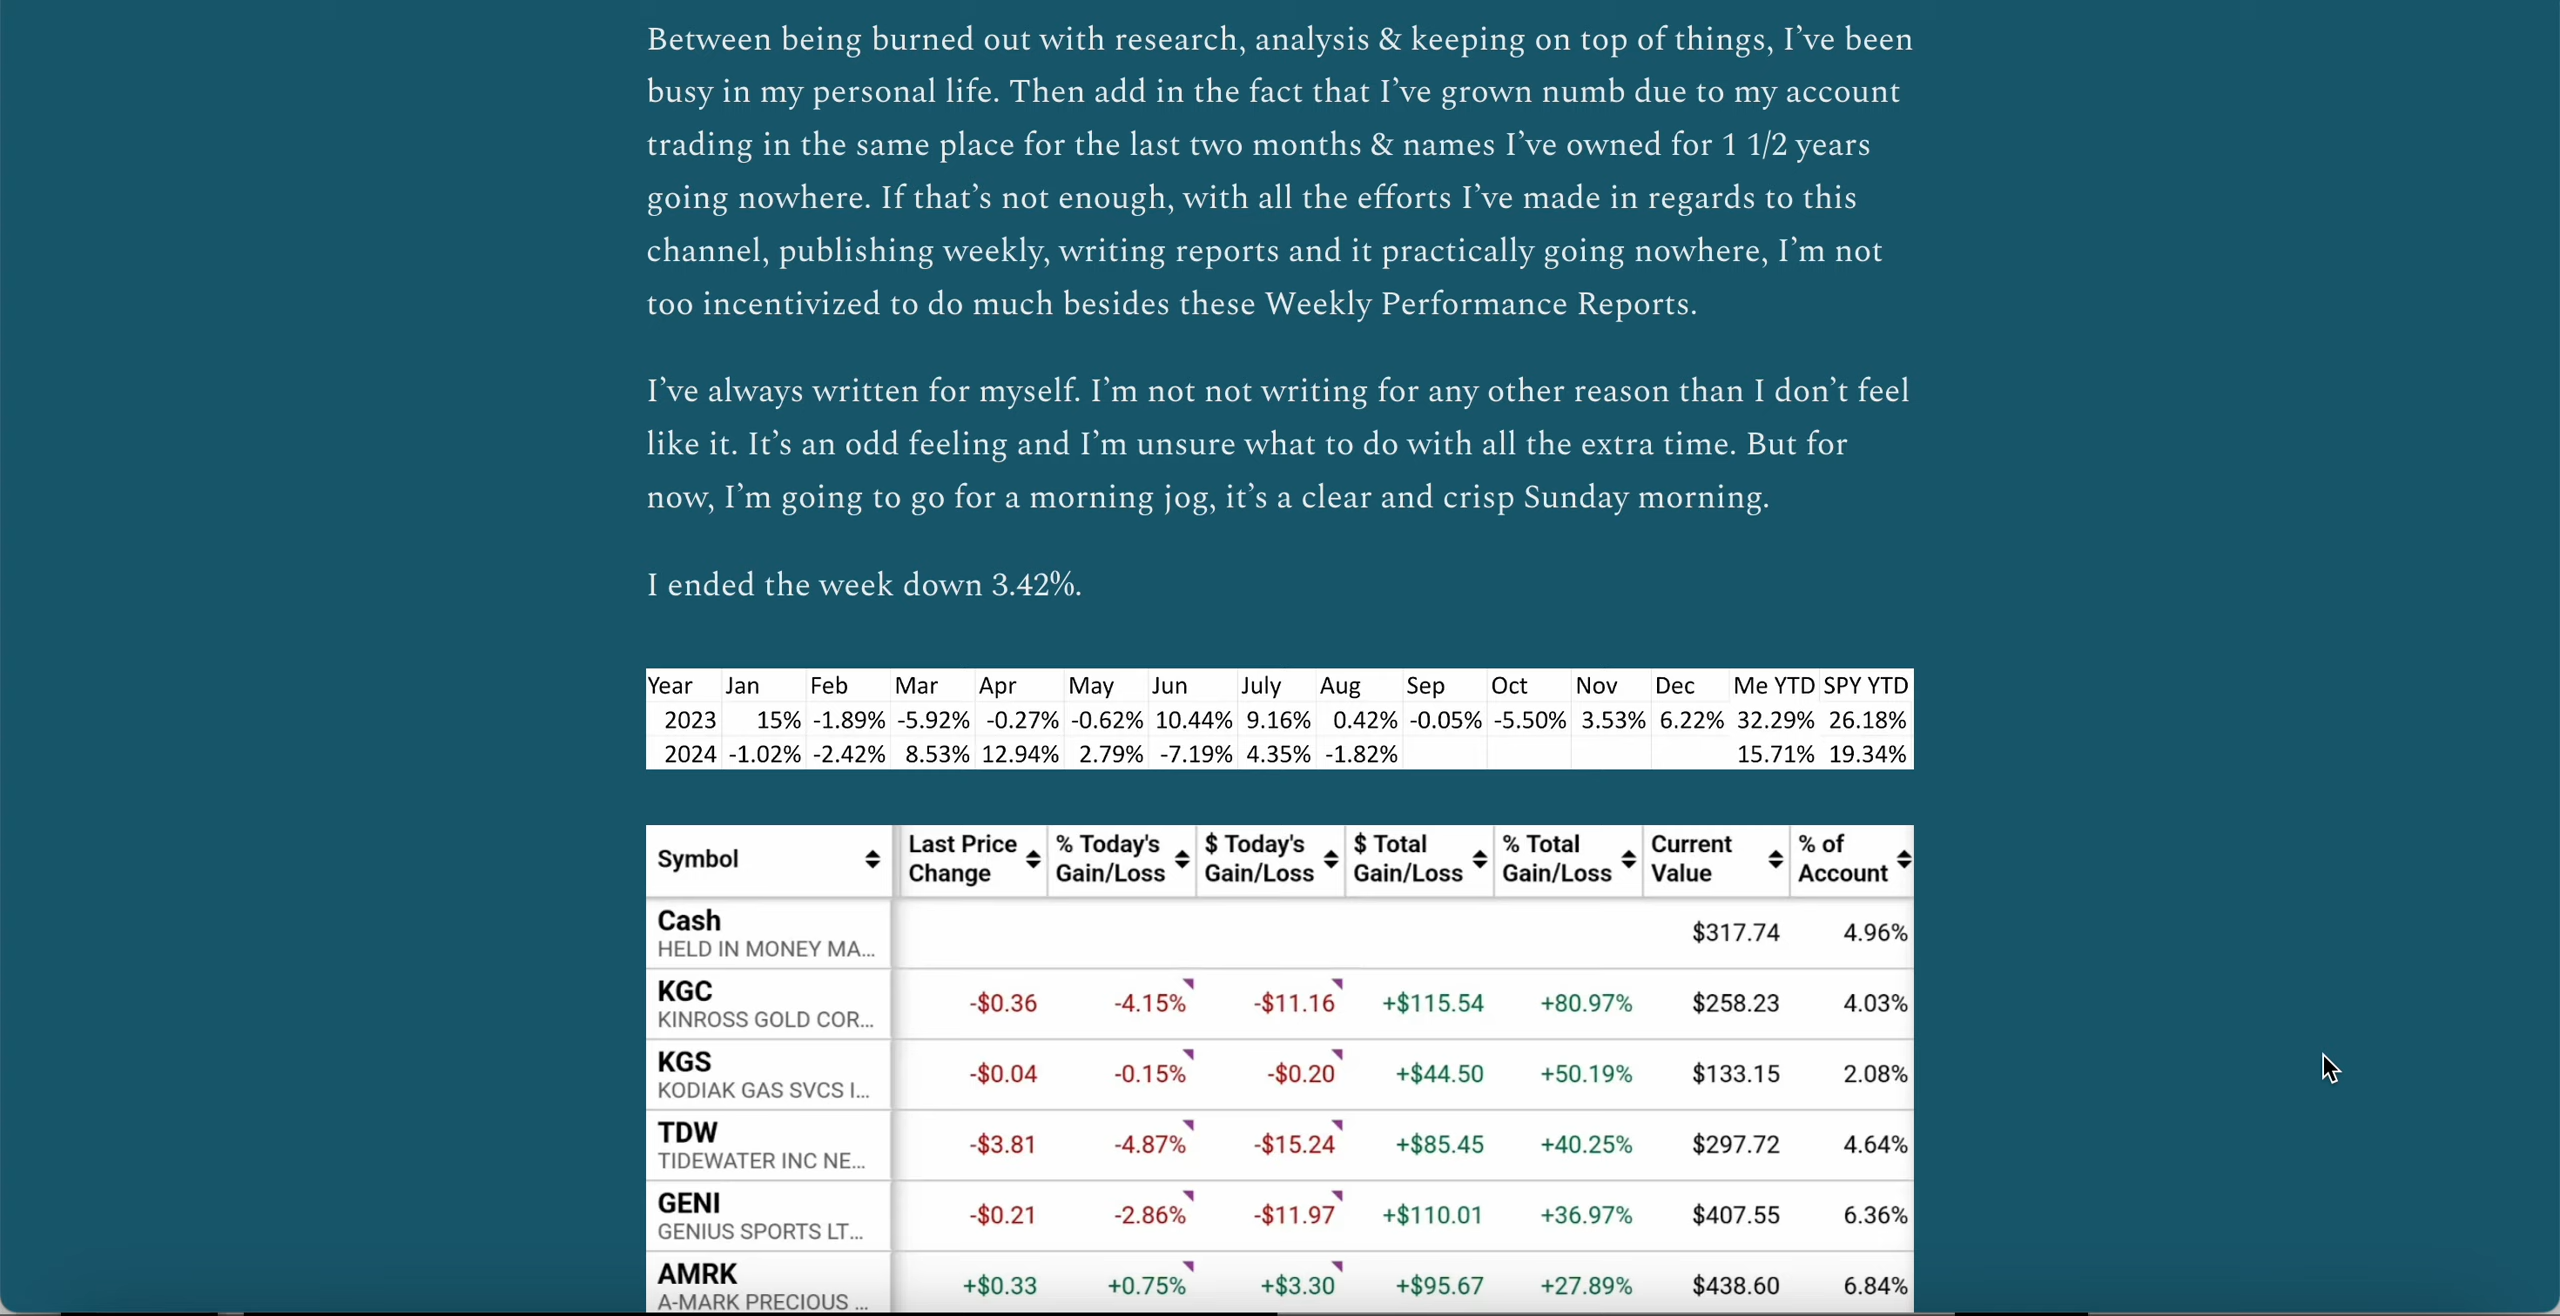 Between being burned out with research, analysis & keeping on top of things, I’ve been
busy in my personal life. Then add in the fact that I’ve grown numb due to my account
trading in the same place for the last two months & names I’ve owned for 1 1/2 years
going nowhere. If that’s not enough, with all the efforts I’ve made in regards to this
channel, publishing weekly, writing reports and it practically going nowhere, I’m not
too incentivized to do much besides these Weekly Performance Reports.
I’ve always written for myself. I’m not not writing for any other reason than I don’t feel
like it. It’s an odd feeling and I’m unsure what to do with all the extra time. But for
now, I’m going to go for a morning jog, it’s a clear and crisp Sunday morning.
I ended the week down 3.42%.
Year Jan Feb Mar Apr May Jun July Aug Sep Oct Nov Dec Me YTD SPY YTD
2023 15% -1.89% -5.92% -0.27% -0.62% 10.44% 9.16% 0.42% -0.05% -5.50% 3.53% 6.22% 32.29% 26.18%
2024 -1.02% -2.42% 8.53% 12.94% 2.79% -7.19% 4.35% -1.82% 15.71% 19.34%
Symbol Last Price Change % Today's Gain/Loss $ Today's Gain/Loss $ Total Gain/Loss % Total Gain/Loss Current Value % of Account
Cash $317.74 4.96%
HELD IN MONEY MA...
KGC -$0.36 -4.15% -$11.16 +$115.54 +80.97% $258.23 4.03%
KINROSS GOLD COR...
KGS -$0.04 -0.15% -$0.20 +$44.50 +50.19% $133.15 2.08%
KODIAK GAS SVCS I...
TDW -$3.81 -4.87% -$15.24 +$85.45 +40.25% $297.72 4.64%
TIDEWATER INC NE...
GENI -$0.21 -2.86% -$11.97 +$110.01 +36.97% $407.55 6.36%
GENIUS SPORTS LT...
AMRK +$0.33 +0.75% +$3.30 +$95.67 +27.89% $438.60 6.84%
A-MARK PRECIOUS ...